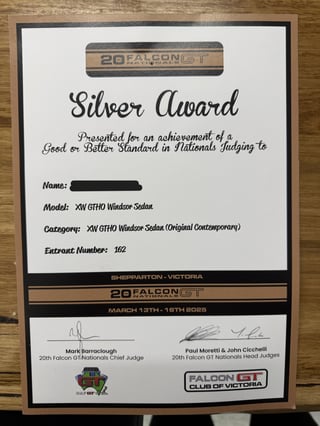 20 FALCON GT
NATIONALS
Silver Award
Presented for an achievement of a
Good or Better Standard in Nationals Judging to
Name:
Model: XW GTHO Windsor Sedan
Category: XW GTHO Windsor Sedan (Original Contemporary)
Entrant Number: 162
SHEPPARTON - VICTORIA
20 FALCON GT
NATIONALS
MARCH 13TH - 16TH 2025
Mark Barraclough
20th Falcon GT Nationals Chief Judge
Paul Moretti & John Cicchelli
20th Falcon GT Nationals Head Judges
GT
FALCON GT
CLUB OF VICTORIA